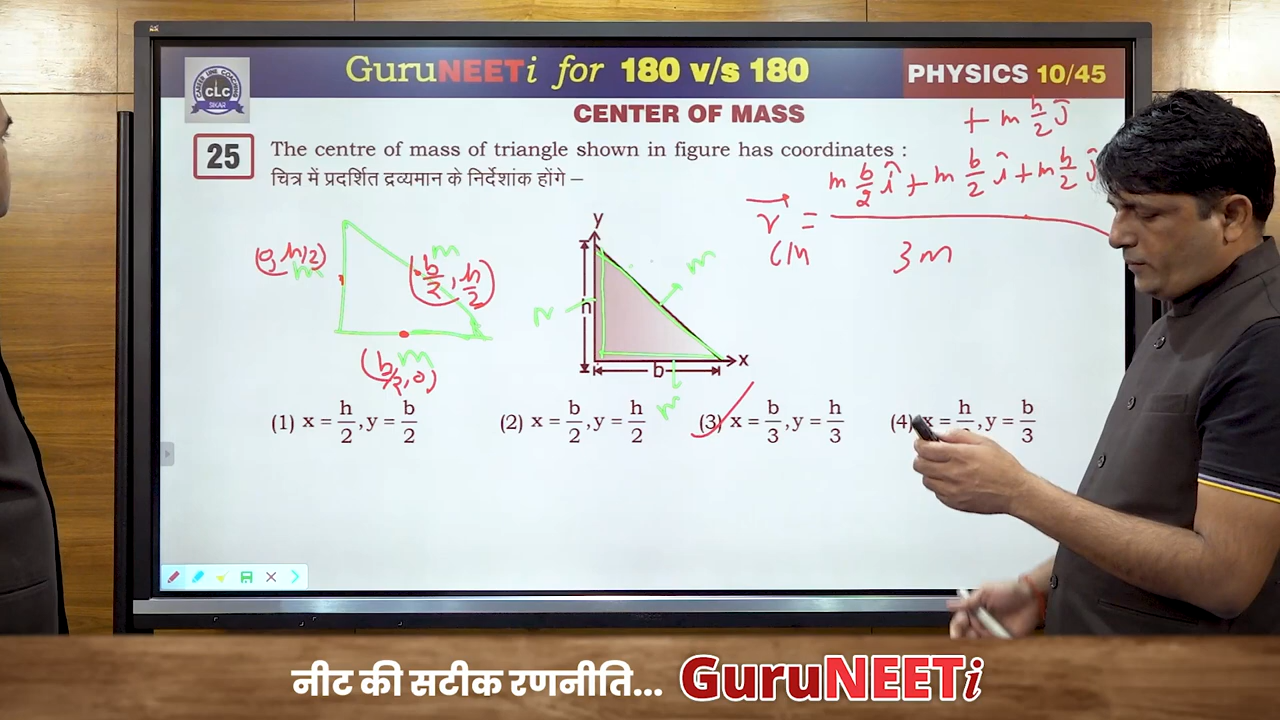 GuruNEETi for 180 v/s 180
PHYSICS 10/45
CLC
SIKAR
CENTER OF MASS
25
The centre of mass of triangle shown in figure has coordinates :
चित्र में प्रदर्शित द्रव्यमान के निर्देशांक होंगे –
+ m h/2 ĵ
m b/2 î + m b/2 î + m h/2 ĵ
r⃗ =
CM
3m
(0, h/2)
m
m
(b/2, h/2)
m
(b/2, 0)
y
m
m
h
x
b
m
(1) x = h/2, y = b/2
(2) x = b/2, y = h/2
(3) x = b/3, y = h/3
(4) x = h/, y = b/3
नीट की सटीक रणनीति... GuruNEETi